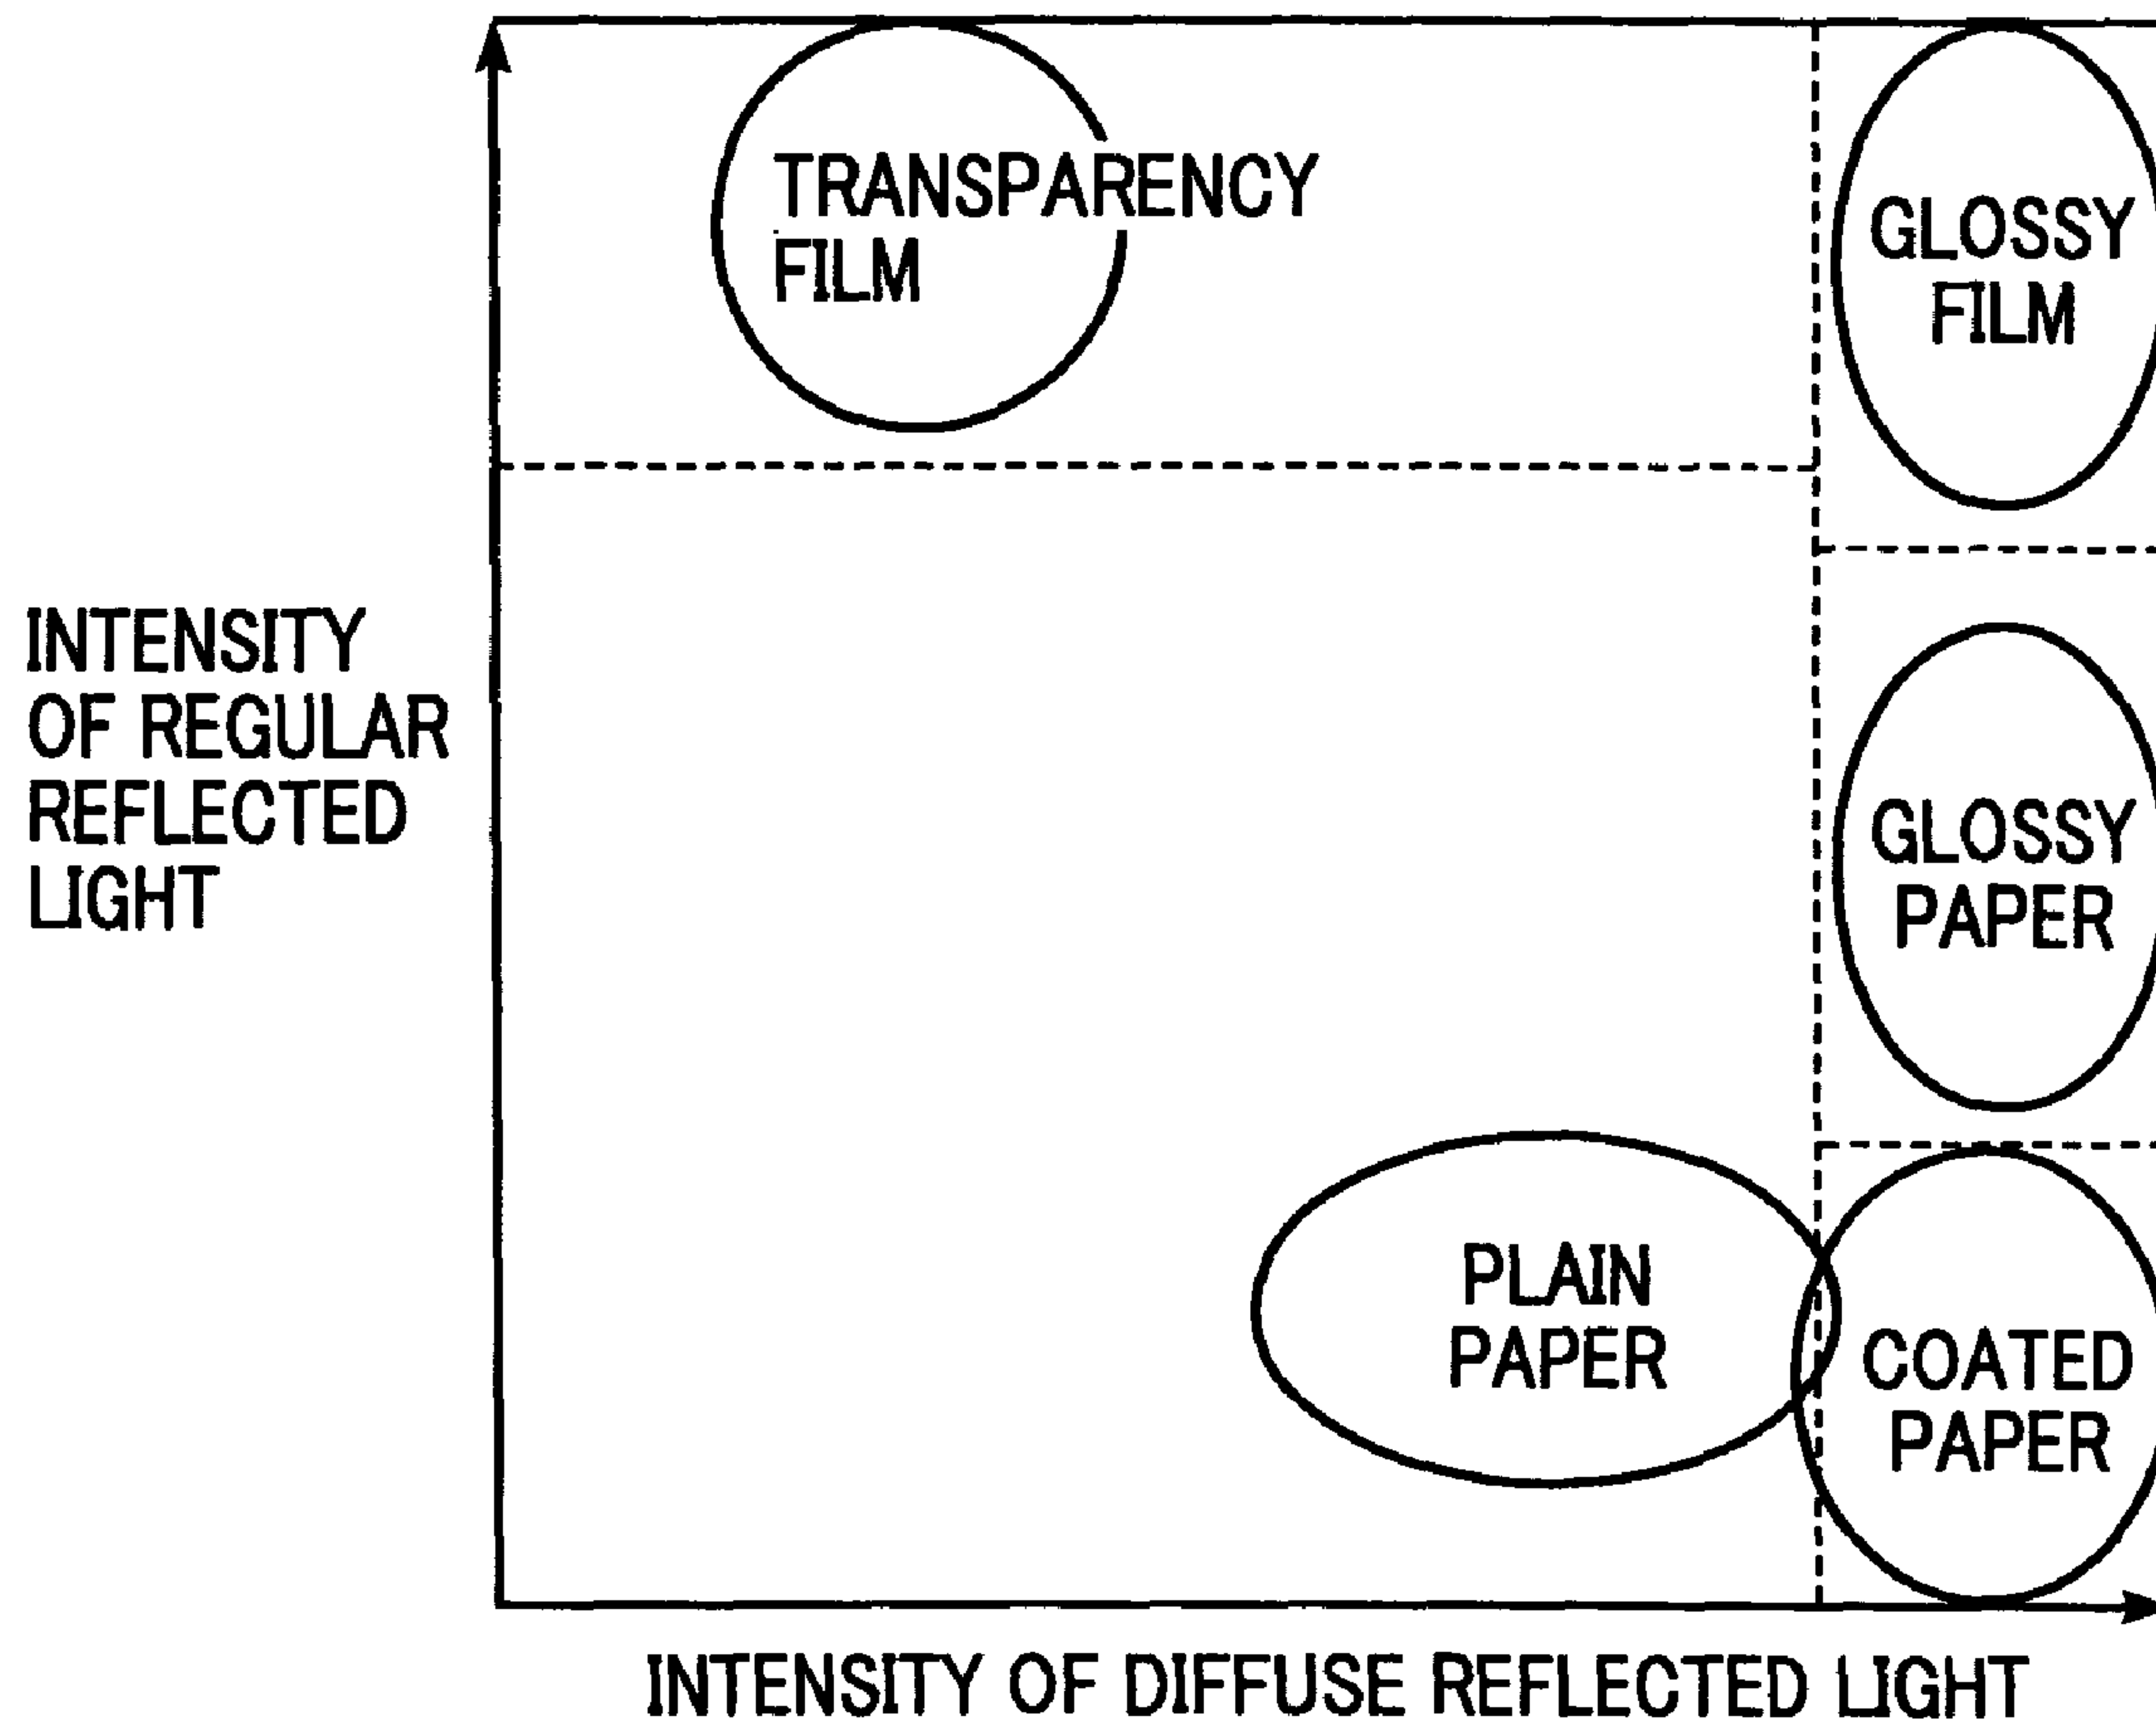 TRANSPARENCY
FILM
GLOSSY
FILM
INTENSITY
OF REGULAR
REFLECTED
LIGHT
GLOSSY
PAPER
PLAIN
PAPER
COATED
PAPER
INTENSITY OF DIFFUSE REFLECTED LIGHT